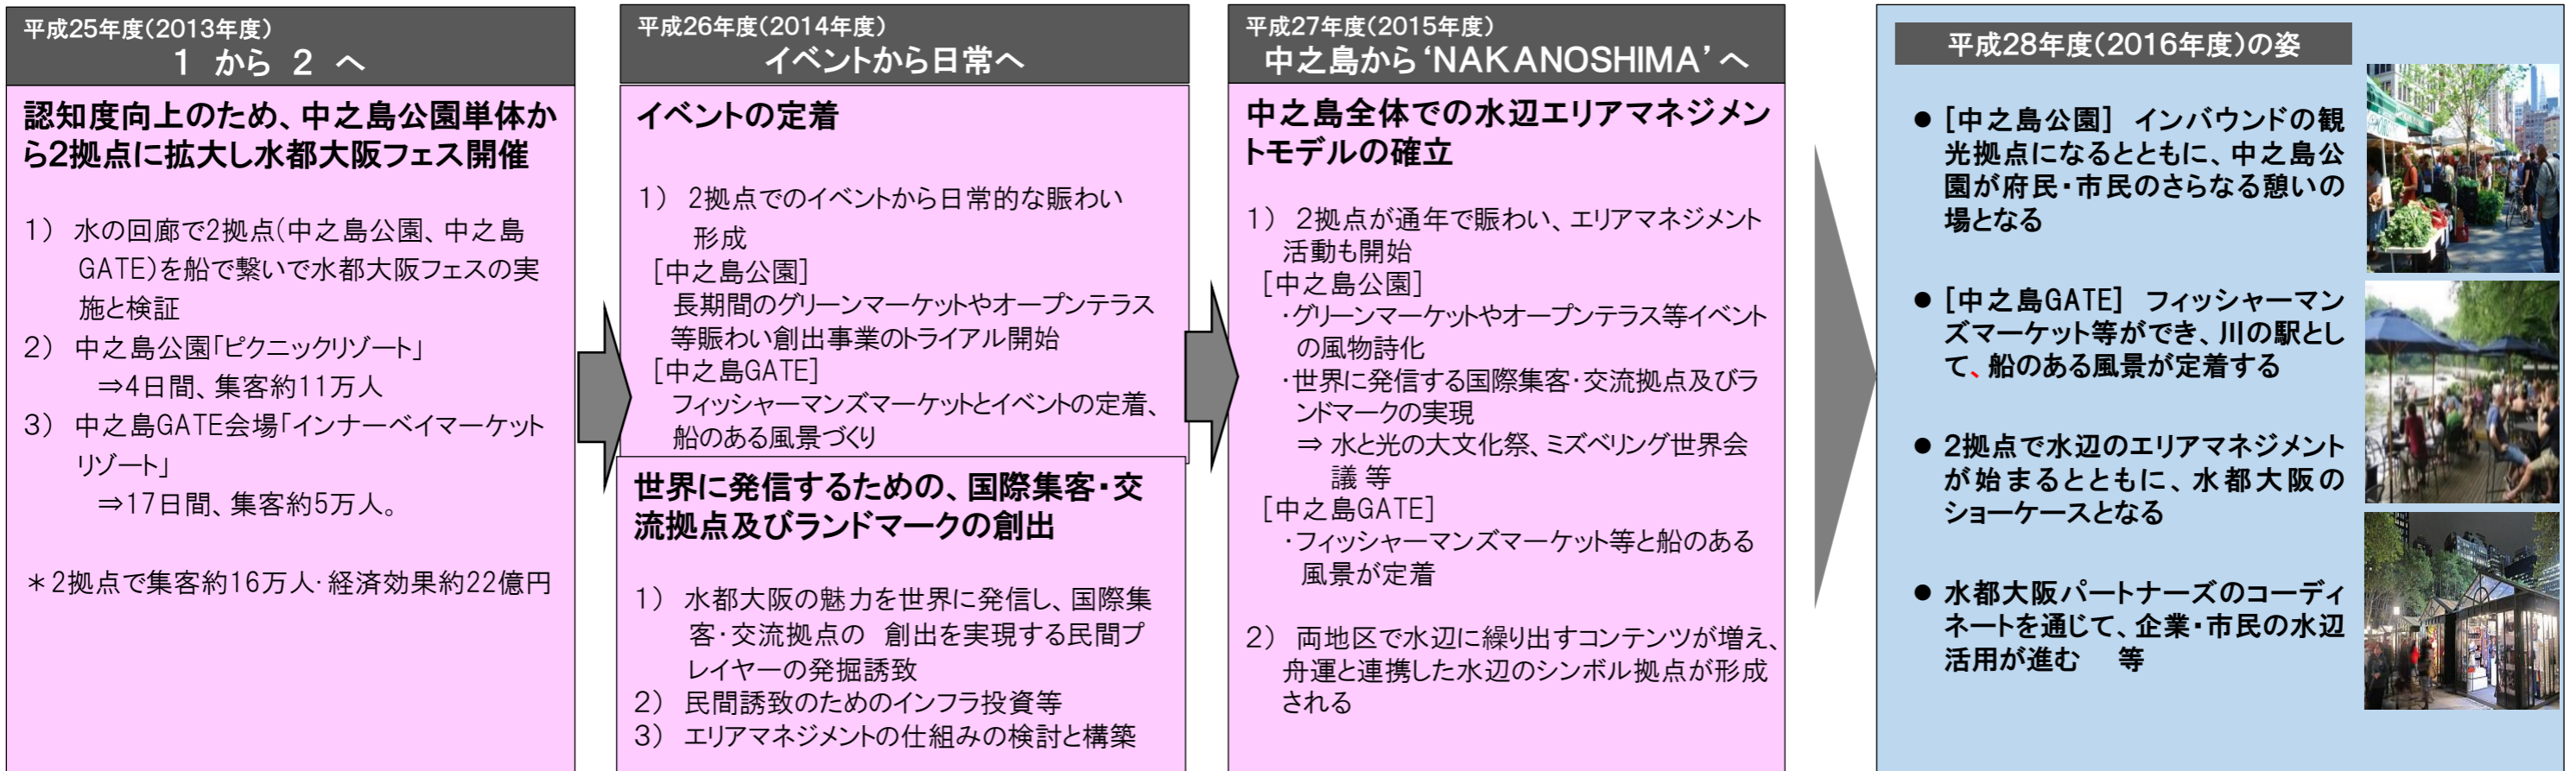 平成25年度(2013年度)
1 から 2 へ
認知度向上のため、中之島公園単体か
ら2拠点に拡大し水都大阪フェス開催
1） 水の回廊で2拠点(中之島公園、中之島
GATE)を船で繋いで水都大阪フェスの実
施と検証
2） 中之島公園「ピクニックリゾート」
⇒4日間、集客約11万人
3） 中之島GATE会場「インナーベイマーケット
リゾート」
⇒17日間、集客約5万人。
＊2拠点で集客約16万人・経済効果約22億円
平成26年度(2014年度)
イベントから日常へ
イベントの定着
1） 2拠点でのイベントから日常的な賑わい
形成
[中之島公園]
長期間のグリーンマーケットやオープンテラス
等賑わい創出事業のトライアル開始
[中之島GATE]
フィッシャーマンズマーケットとイベントの定着、
船のある風景づくり
世界に発信するための、国際集客・交
流拠点及びランドマークの創出
1） 水都大阪の魅力を世界に発信し、国際集
客・交流拠点の 創出を実現する民間プ
レイヤーの発掘誘致
2） 民間誘致のためのインフラ投資等
3） エリアマネジメントの仕組みの検討と構築
平成27年度(2015年度)
中之島から‘NAKANOSHIMA’へ
中之島全体での水辺エリアマネジメン
トモデルの確立
1） 2拠点が通年で賑わい、エリアマネジメント
活動も開始
[中之島公園]
・グリーンマーケットやオープンテラス等イベント
の風物詩化
・世界に発信する国際集客・交流拠点及びラ
ンドマークの実現
⇒ 水と光の大文化祭、ミズベリング世界会
議 等
[中之島GATE]
・フィッシャーマンズマーケット等と船のある
風景が定着
2） 両地区で水辺に繰り出すコンテンツが増え、
舟運と連携した水辺のシンボル拠点が形成
される
平成28年度(2016年度)の姿
● [中之島公園] インバウンドの観
光拠点になるとともに、中之島公
園が府民・市民のさらなる憩いの
場となる
● [中之島GATE] フィッシャーマン
ズマーケット等ができ、川の駅とし
て、船のある風景が定着する
● 2拠点で水辺のエリアマネジメント
が始まるとともに、水都大阪の
ショーケースとなる
● 水都大阪パートナーズのコーディ
ネートを通じて、企業・市民の水辺
活用が進む 等